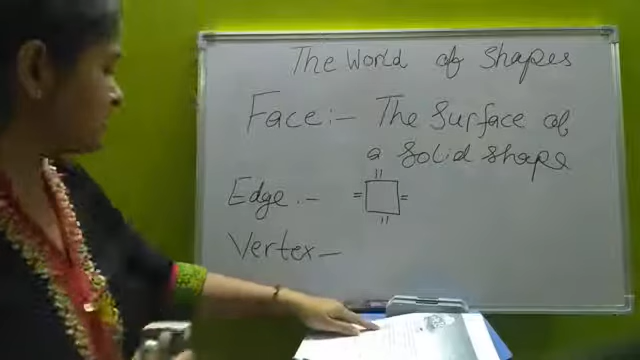 The World of Shapes
Face:- The Surface of
a Solid Shape
Edge:-
Vertex-